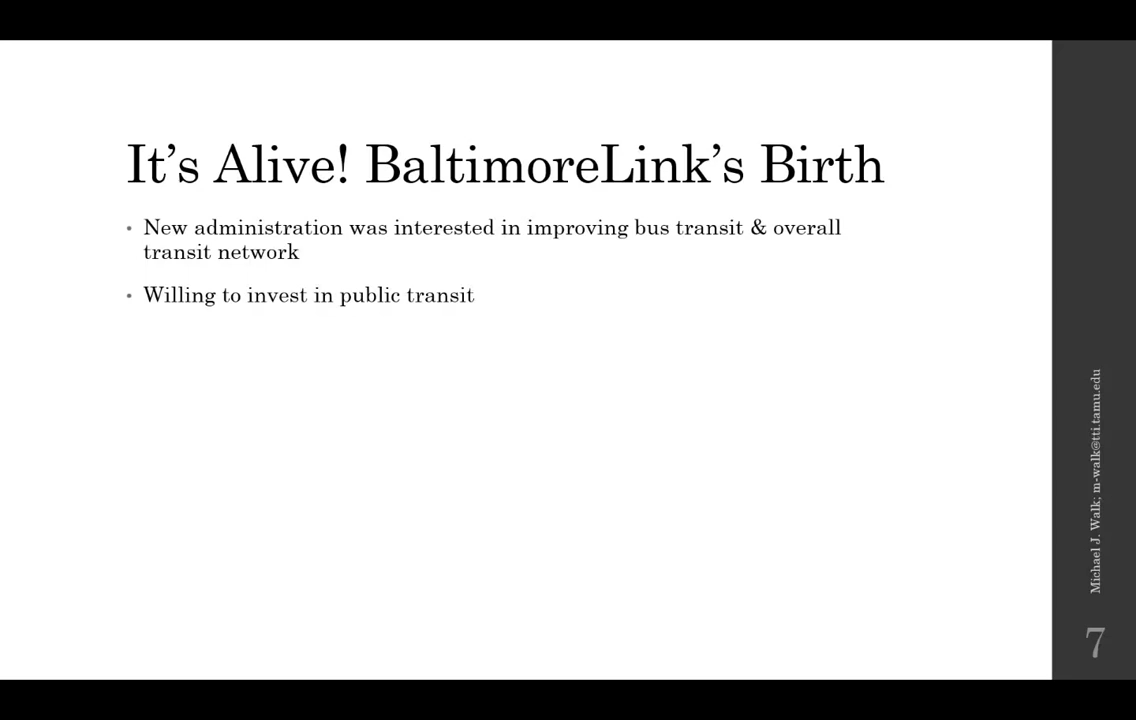 It’s Alive! BaltimoreLink’s Birth
• New administration was interested in improving bus transit & overall
transit network
• Willing to invest in public transit
Michael J. Walk; m-walk@tti.tamu.edu
7